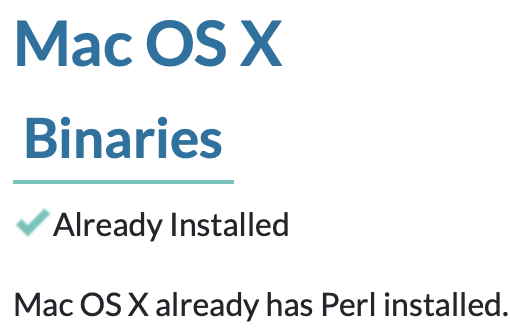 Mac OS X
Binaries
Already Installed
Mac OS X already has Perl installed.